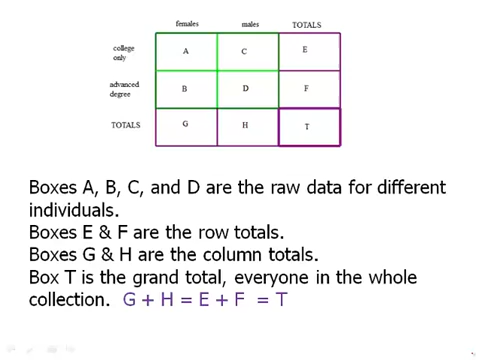 females males TOTALS
college only A C E
advanced degree B D F
TOTALS G H T
Boxes A, B, C, and D are the raw data for different
individuals.
Boxes E & F are the row totals.
Boxes G & H are the column totals.
Box T is the grand total, everyone in the whole
collection. G + H = E + F = T